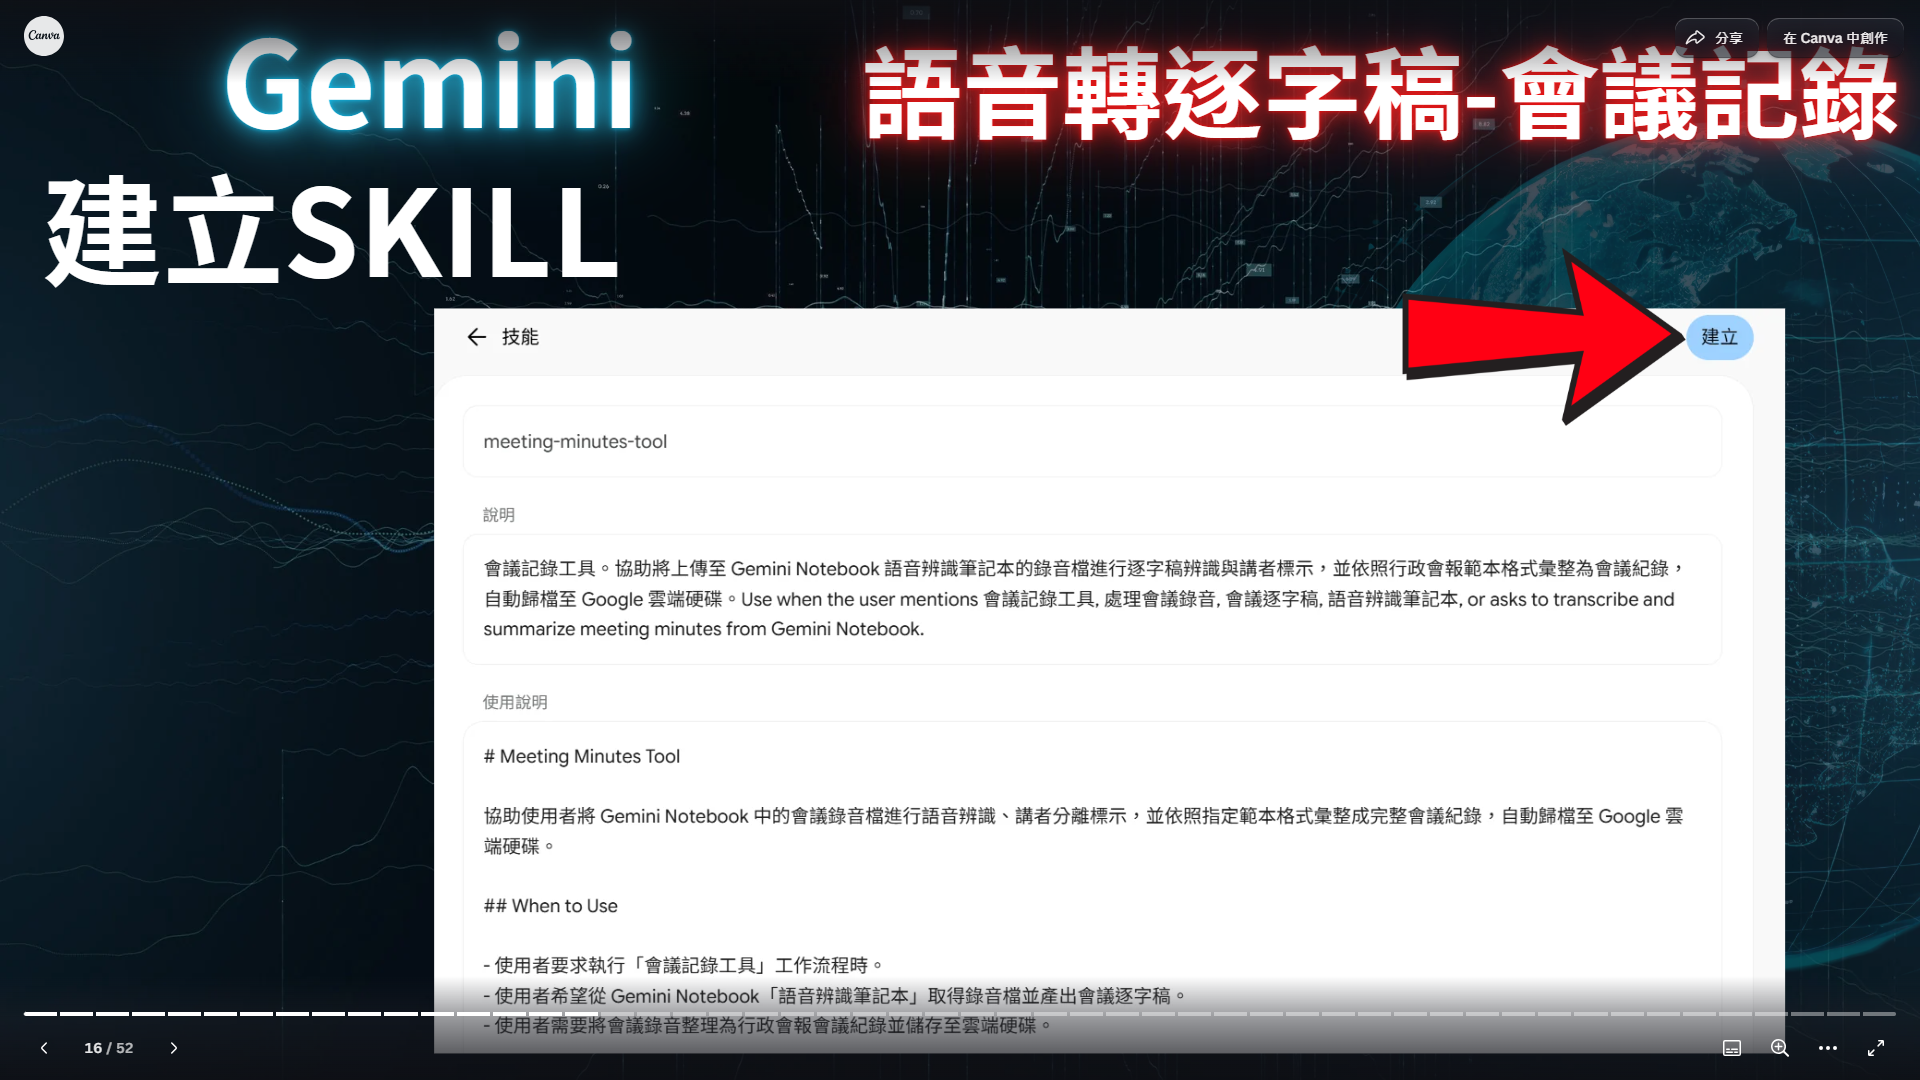 Canva
分享
在 Canva 中創作
Gemini
語音轉逐字稿-會議記錄
建立SKILL
技能
建立
meeting-minutes-tool
說明
會議記錄工具。協助將上傳至 Gemini Notebook 語音辨識筆記本的錄音檔進行逐字稿辨識與講者標示，並依照行政會報範本格式彙整為會議紀錄，
自動歸檔至 Google 雲端硬碟。Use when the user mentions 會議記錄工具, 處理會議錄音, 會議逐字稿, 語音辨識筆記本, or asks to transcribe and
summarize meeting minutes from Gemini Notebook.
使用說明
# Meeting Minutes Tool
協助使用者將 Gemini Notebook 中的會議錄音檔進行語音辨識、講者分離標示，並依照指定範本格式彙整成完整會議紀錄，自動歸檔至 Google 雲
端硬碟。
## When to Use
- 使用者要求執行「會議記錄工具」工作流程時。
- 使用者希望從 Gemini Notebook「語音辨識筆記本」取得錄音檔並產出會議逐字稿。
- 使用者需要將會議錄音整理為行政會報會議紀錄並儲存至雲端硬碟。
16 / 52